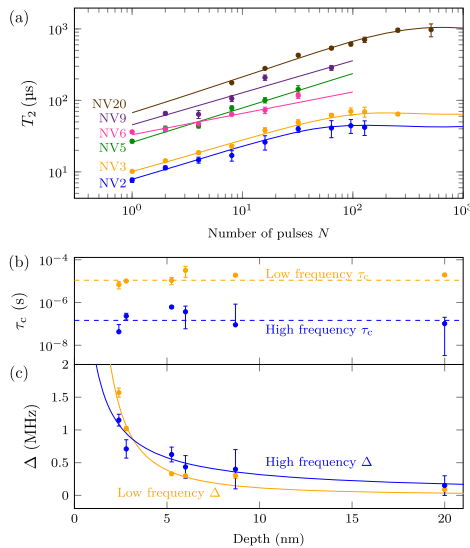 (a)
10³
10²
10¹
T₂ (µs)
NV20
NV9
NV6
NV5
NV3
NV2
10⁰ 10¹ 10² 10³
Number of pulses N
(b)
10⁻⁴
10⁻⁶
10⁻⁸
τc (s)
Low frequency τc
High frequency τc
(c)
2
1.5
1
0.5
0
Δ (MHz)
High frequency Δ
Low frequency Δ
0 5 10 15 20
Depth (nm)